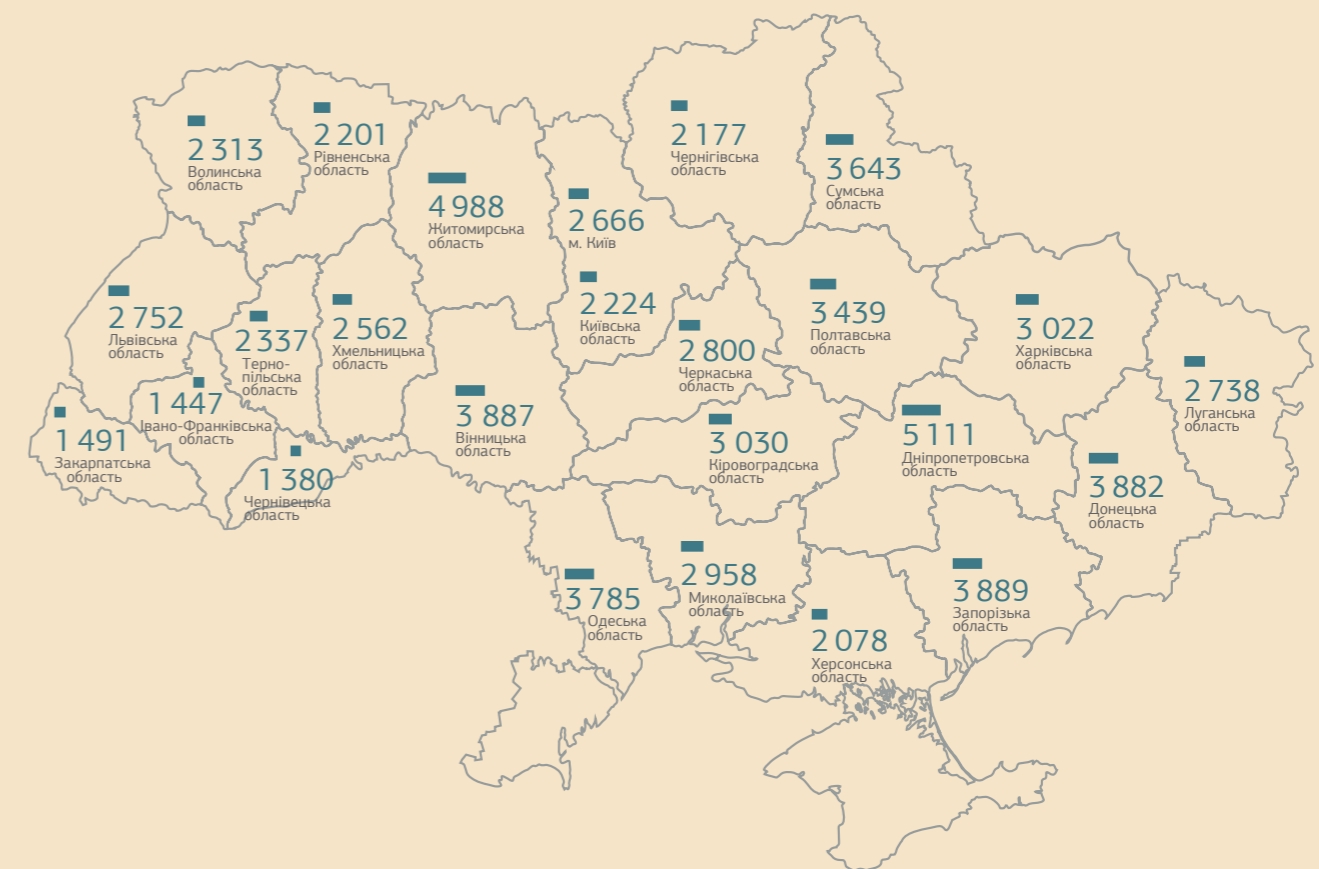 2 177
Чернігівська
область
2 201
Рівненська
область
2 313
Волинська
область
3 643
Сумська
область
4 988
Житомирська
область
2 666
м. Київ
2 224
Київська
область
3 439
Полтавська
область
2 752
Львівська
область
2 337
Терно-
пільська
область
2 562
Хмельницька
область
2 800
Черкаська
область
3 022
Харківська
область
2 738
Луганська
область
1 447
Івано-Франківська
область
1 491
Закарпатська
область
3 887
Вінницька
область
3 030
Кіровоградська
область
5 111
Дніпропетровська
область
1 380
Чернівецька
область
3 882
Донецька
область
3 785
Одеська
область
2 958
Миколаївська
область
3 889
Запорізька
область
2 078
Херсонська
область